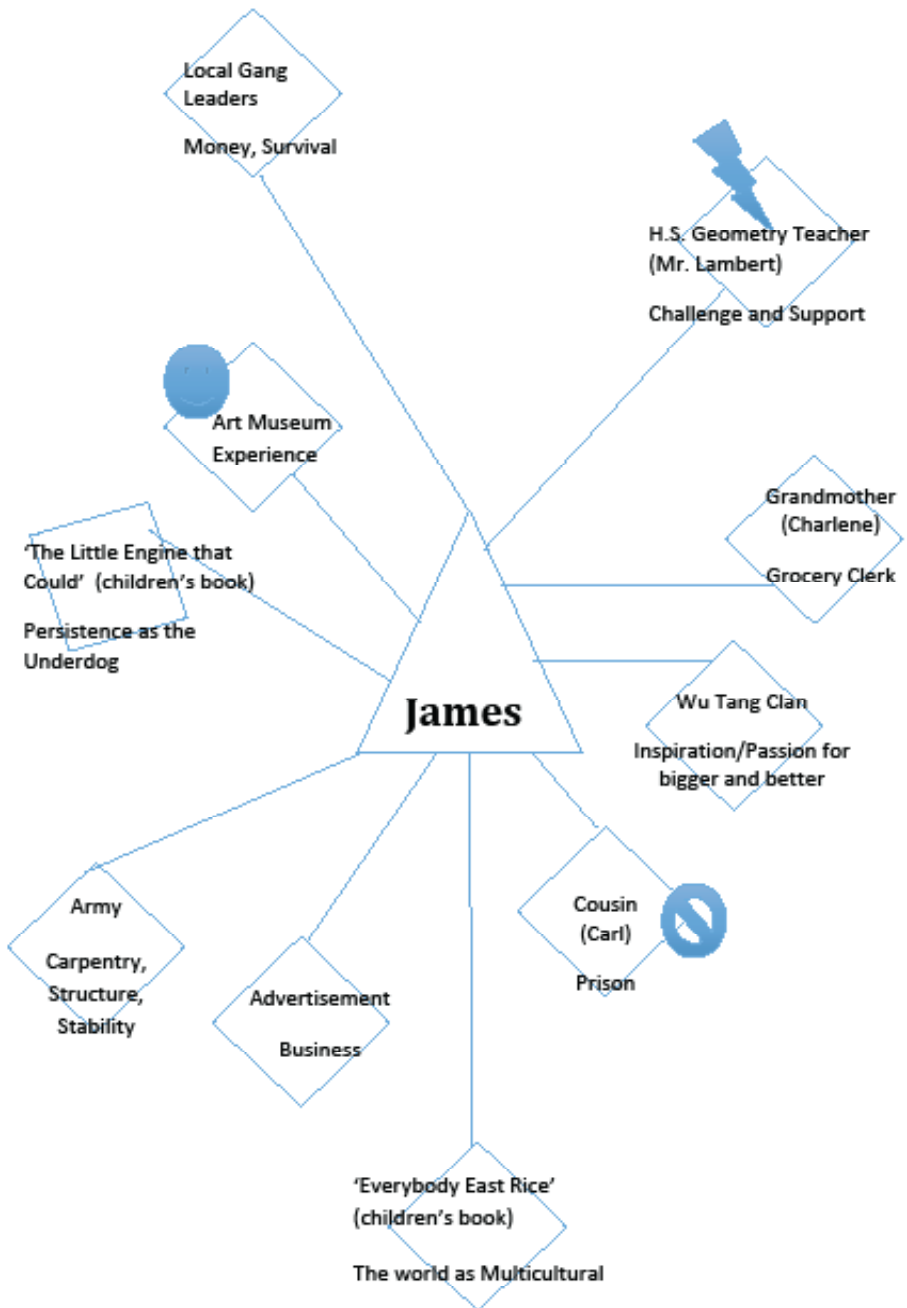 Local Gang
Leaders
Money, Survival
H.S. Geometry Teacher
(Mr. Lambert)
Challenge and Support
Art Museum
Experience
Grandmother
(Charlene)
Grocery Clerk
'The Little Engine that
Could' (children's book)
Persistence as the
Underdog
James
Wu Tang Clan
Inspiration/Passion for
bigger and better
Army
Carpentry,
Structure,
Stability
Advertisement
Business
Cousin
(Carl)
Prison
'Everybody East Rice'
(children's book)
The world as Multicultural